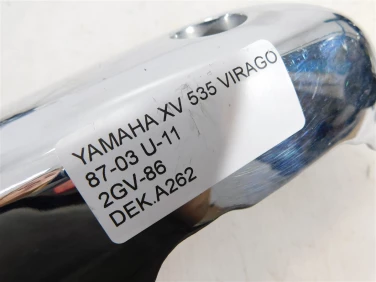 YAMAHA XV 535 VIRAGO
87-03 U-11
2GV-86
DEK.A262